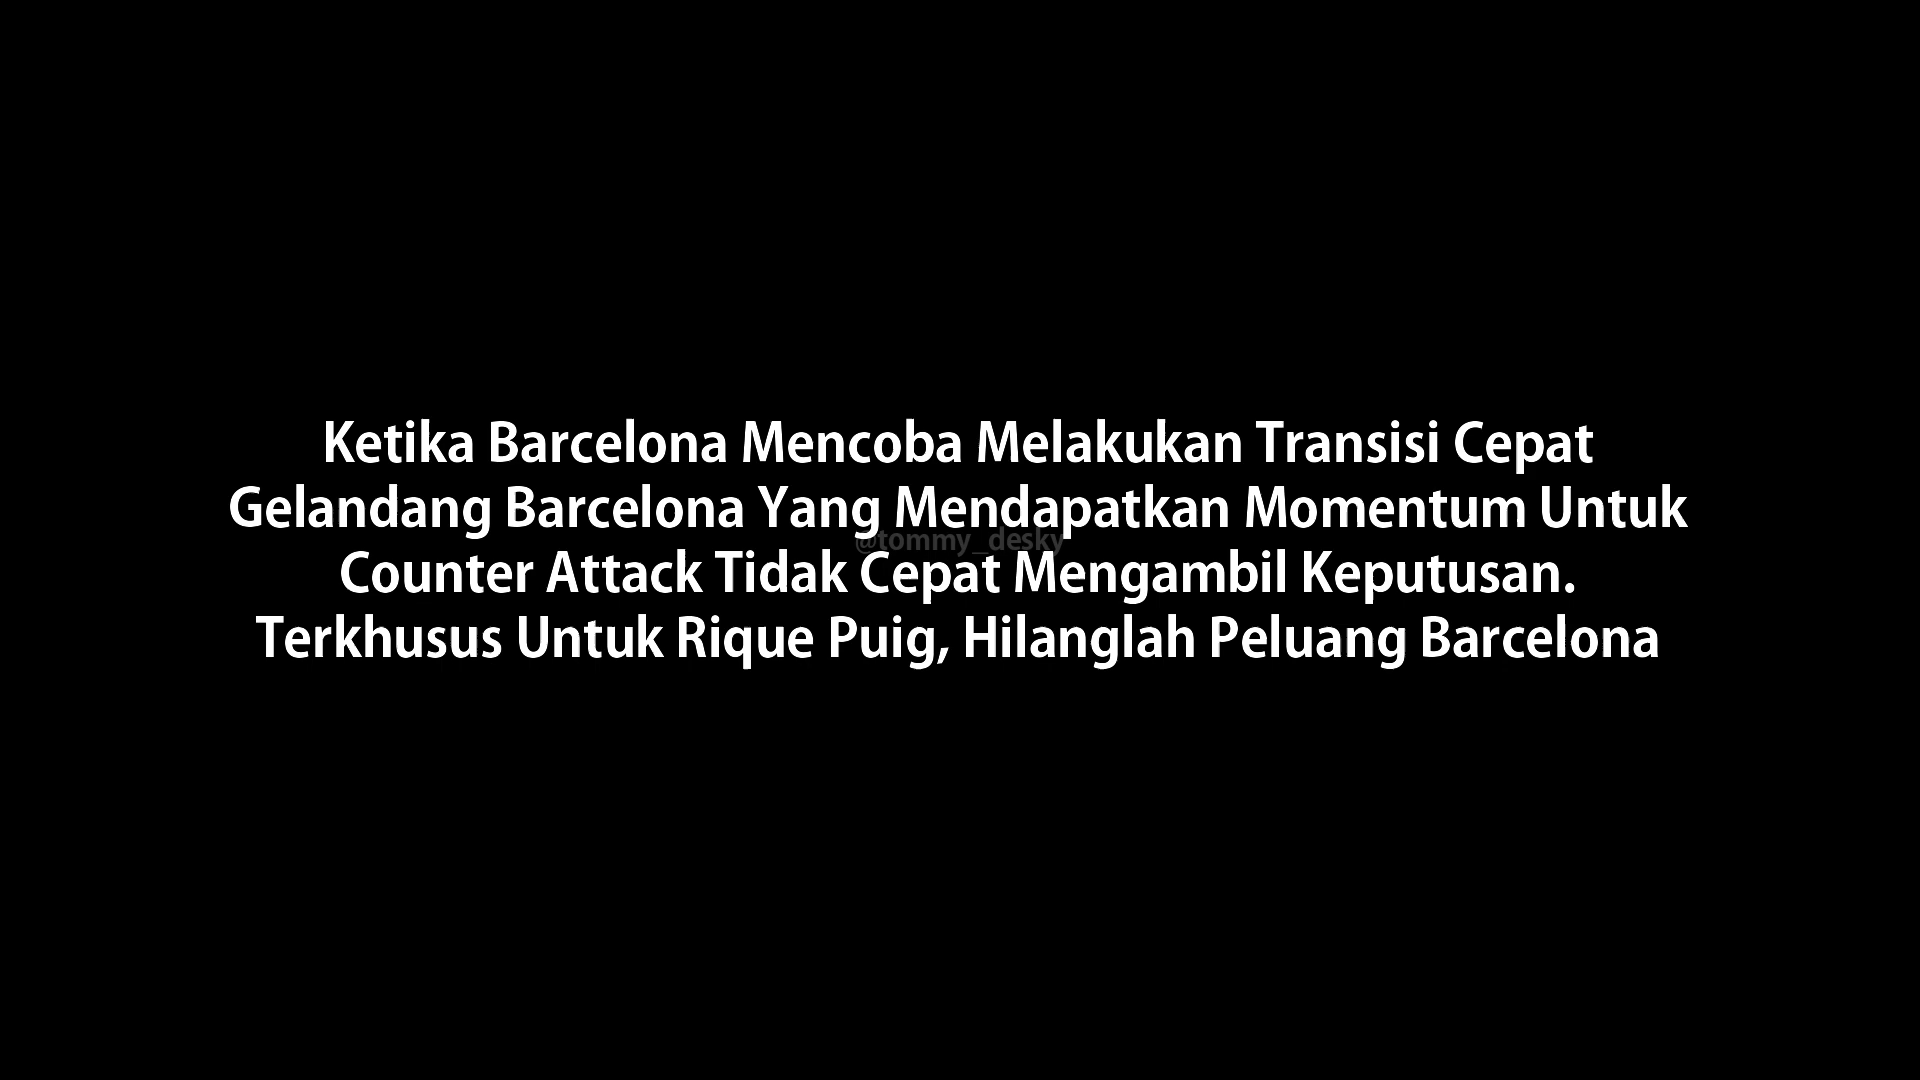 Ketika Barcelona Mencoba Melakukan Transisi Cepat
Gelandang Barcelona Yang Mendapatkan Momentum Untuk
@tommy_desky
Counter Attack Tidak Cepat Mengambil Keputusan.
Terkhusus Untuk Rique Puig, Hilanglah Peluang Barcelona